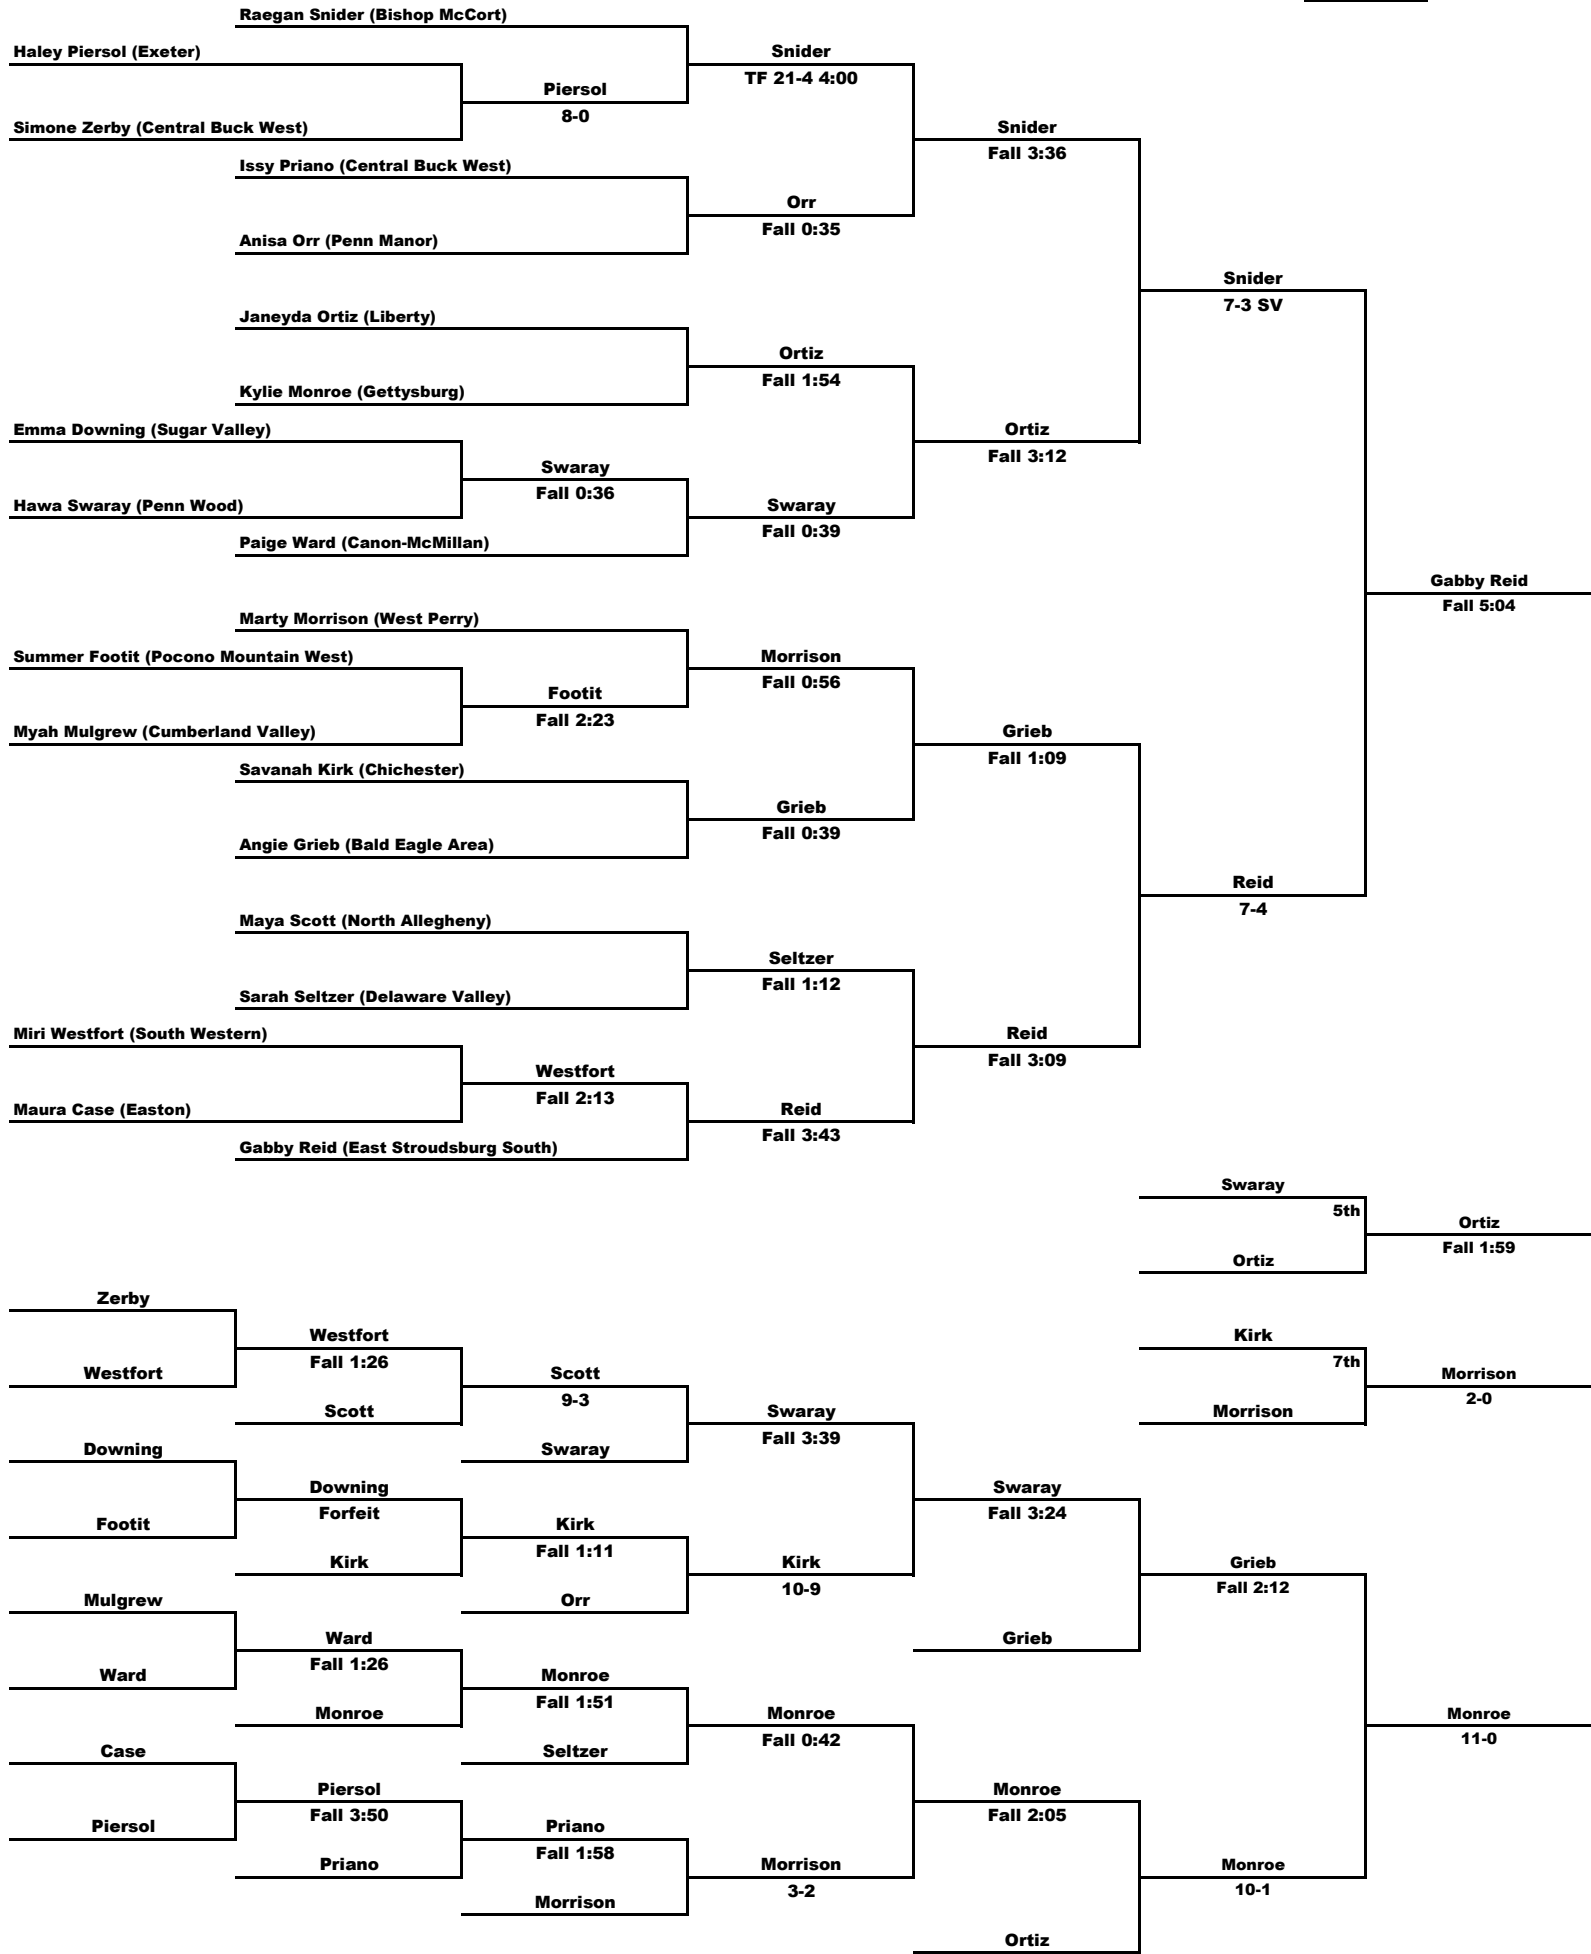 Raegan Snider (Bishop McCort)
Haley Piersol (Exeter)
Snider
TF 21-4 4:00
Piersol
8-0
Simone Zerby (Central Buck West)
Snider
Fall 3:36
Issy Priano (Central Buck West)
Orr
Fall 0:35
Anisa Orr (Penn Manor)
Snider
7-3 SV
Janeyda Ortiz (Liberty)
Ortiz
Fall 1:54
Kylie Monroe (Gettysburg)
Emma Downing (Sugar Valley)
Ortiz
Fall 3:12
Swaray
Fall 0:36
Hawa Swaray (Penn Wood)
Swaray
Fall 0:39
Paige Ward (Canon-McMillan)
Gabby Reid
Fall 5:04
Marty Morrison (West Perry)
Summer Footit (Pocono Mountain West)
Morrison
Fall 0:56
Footit
Fall 2:23
Myah Mulgrew (Cumberland Valley)
Grieb
Fall 1:09
Savanah Kirk (Chichester)
Grieb
Fall 0:39
Angie Grieb (Bald Eagle Area)
Reid
7-4
Maya Scott (North Allegheny)
Seltzer
Fall 1:12
Sarah Seltzer (Delaware Valley)
Miri Westfort (South Western)
Reid
Fall 3:09
Westfort
Fall 2:13
Maura Case (Easton)
Reid
Fall 3:43
Gabby Reid (East Stroudsburg South)
Swaray
5th
Ortiz
Fall 1:59
Ortiz
Zerby
Westfort
Fall 1:26
Kirk
7th
Westfort
Scott
9-3
Morrison
2-0
Scott
Swaray
Fall 3:39
Morrison
Downing
Swaray
Downing
Forfeit
Swaray
Fall 3:24
Footit
Kirk
Fall 1:11
Kirk
Kirk
10-9
Grieb
Fall 2:12
Mulgrew
Orr
Ward
Fall 1:26
Grieb
Ward
Monroe
Fall 1:51
Monroe
Monroe
Fall 0:42
Monroe
11-0
Case
Seltzer
Piersol
Fall 3:50
Monroe
Fall 2:05
Piersol
Priano
Fall 1:58
Priano
Morrison
3-2
Monroe
10-1
Morrison
Ortiz